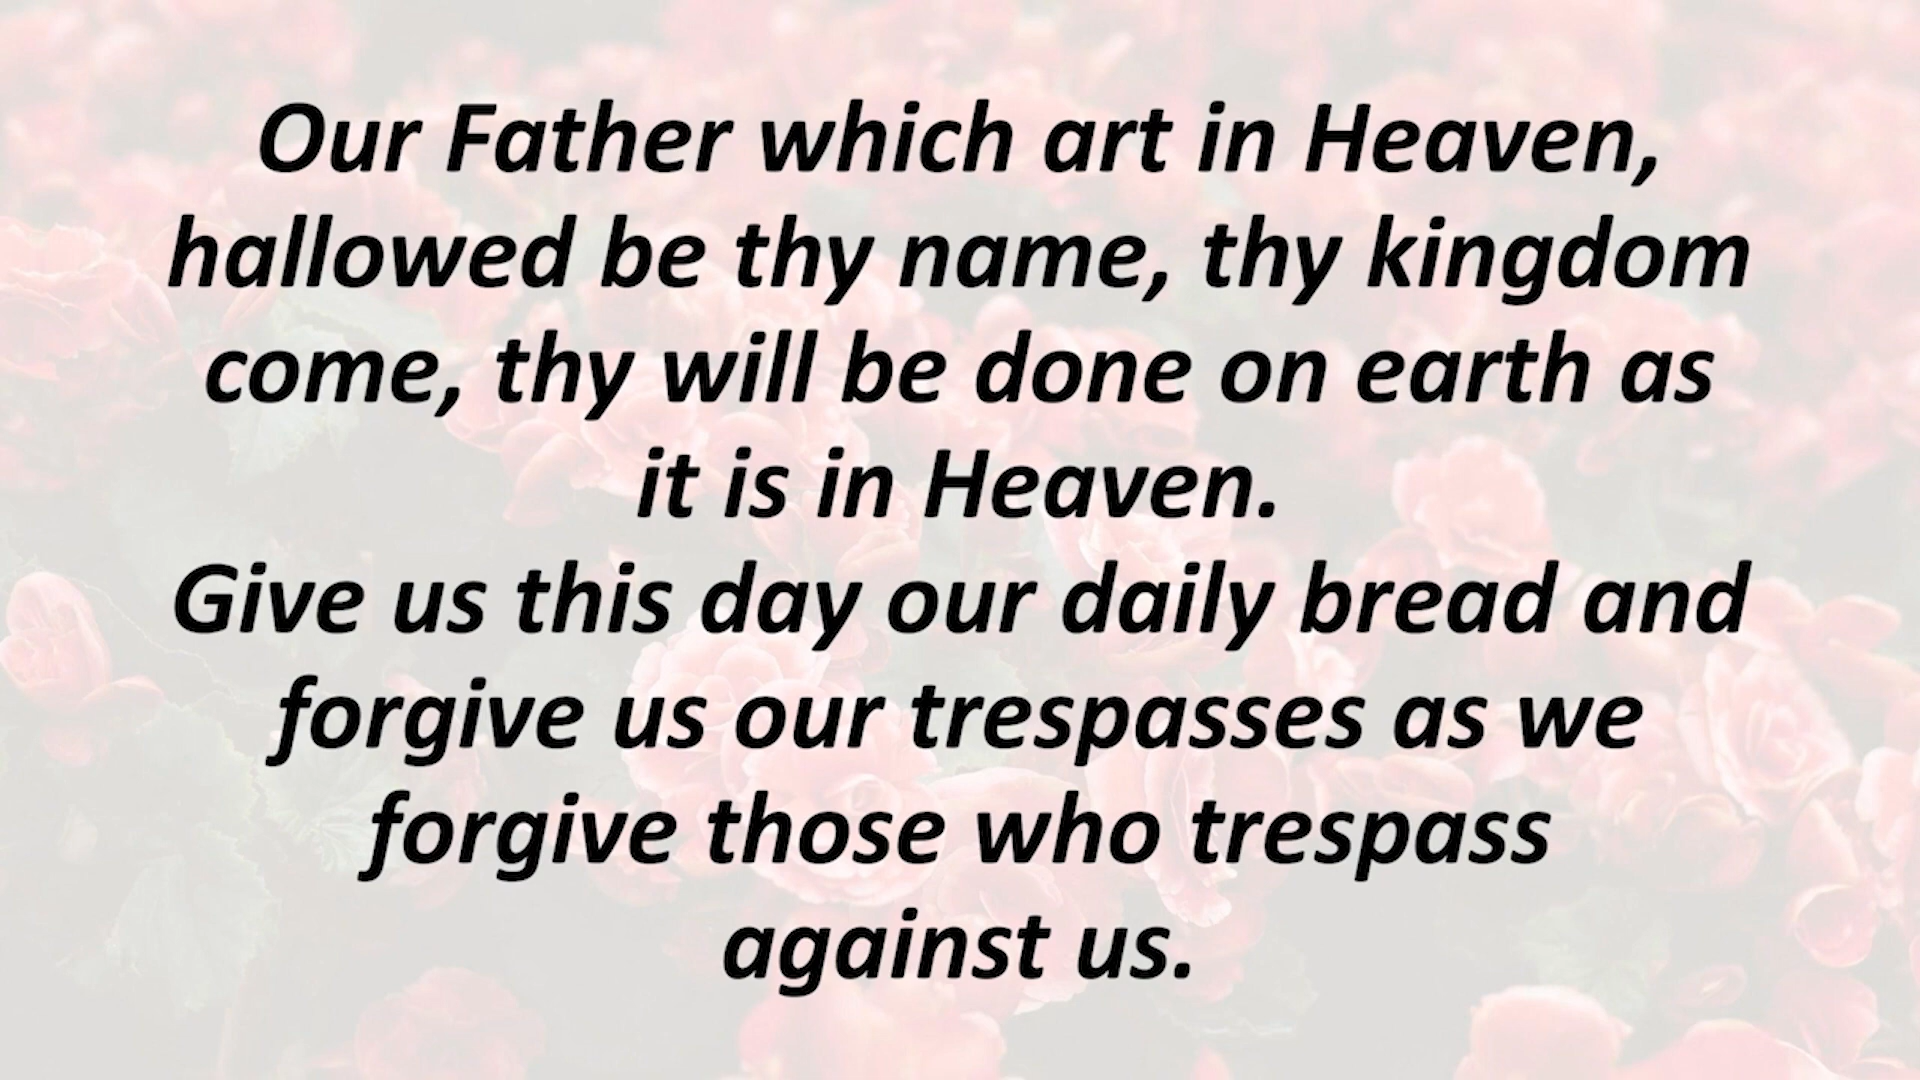 Our Father which art in Heaven,
hallowed be thy name, thy kingdom
come, thy will be done on earth as
it is in Heaven.
Give us this day our daily bread and
forgive us our trespasses as we
forgive those who trespass
against us.